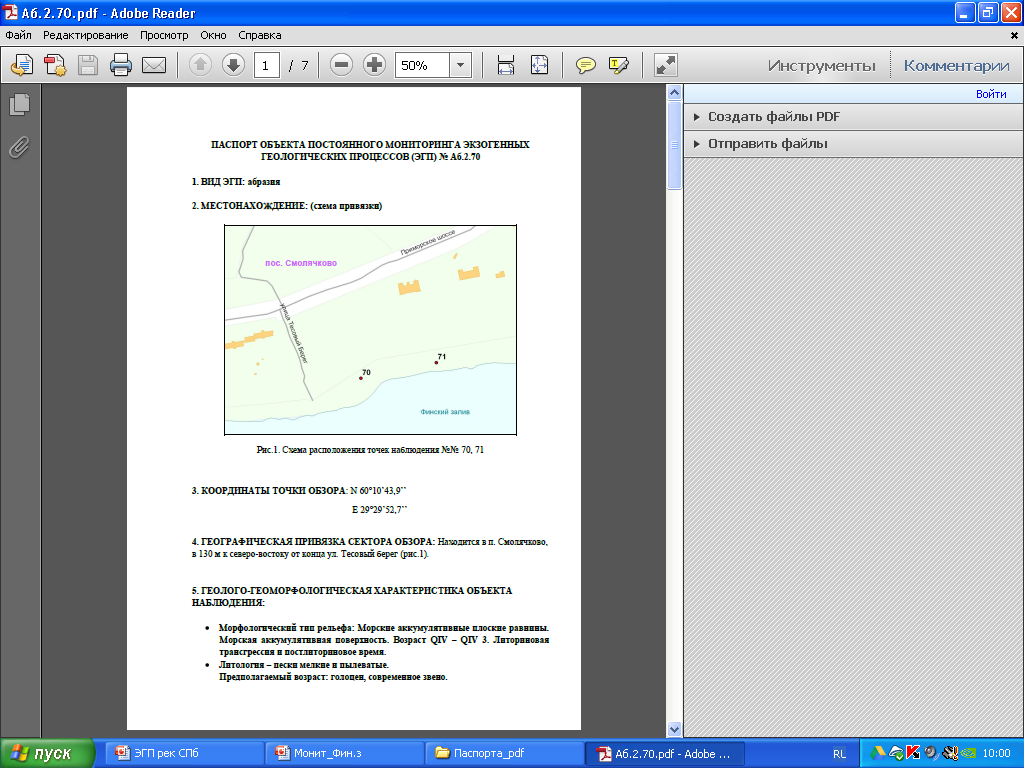 А6.2.70.pdf - Adobe Reader
Файл Редактирование Просмотр Окно Справка
1 / 7 50% Инструменты Комментарии
Войти
Создать файлы PDF
Отправить файлы
ПАСПОРТ ОБЪЕКТА ПОСТОЯННОГО МОНИТОРИНГА ЭКЗОГЕННЫХ
ГЕОЛОГИЧЕСКИХ ПРОЦЕССОВ (ЭГП) № А6.2.70
1. ВИД ЭГП: абразия
2. МЕСТОНАХОЖДЕНИЕ: (схема привязки)
Приморское шоссе
пос. Смолячково
улица Тесовый Берег
71
70
Финский залив
Рис.1. Схема расположения точек наблюдения №№ 70, 71
3. КООРДИНАТЫ ТОЧКИ ОБЗОРА: N 60°10’43,9’’
E 29°29’52,7’’
4. ГЕОГРАФИЧЕСКАЯ ПРИВЯЗКА СЕКТОРА ОБЗОРА: Находится в п. Смолячково,
в 130 м к северо-востоку от конца ул. Тесовый берег (рис.1).
5. ГЕОЛОГО-ГЕОМОРФОЛОГИЧЕСКАЯ ХАРАКТЕРИСТИКА ОБЪЕКТА
НАБЛЮДЕНИЯ:
• Морфологический тип рельефа: Морские аккумулятивные плоские равнины.
Морская аккумулятивная поверхность. Возраст QIV – QIV 3. Литориновая
трансгрессия и постлиториновое время.
• Литология – пески мелкие и пылеватые.
Предполагаемый возраст: голоцен, современное звено.
пуск ЭГП рек СПб Монит_Фин.з Паспорта_pdf А6.2.70.pdf - Adobe ... RL 10:00